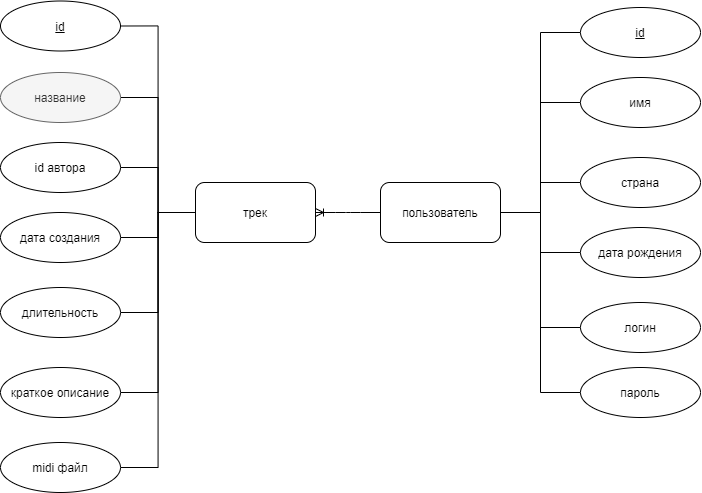 id
название
id автора
дата создания
длительность
краткое описание
midi файл
трек
пользователь
id
имя
страна
дата рождения
логин
пароль